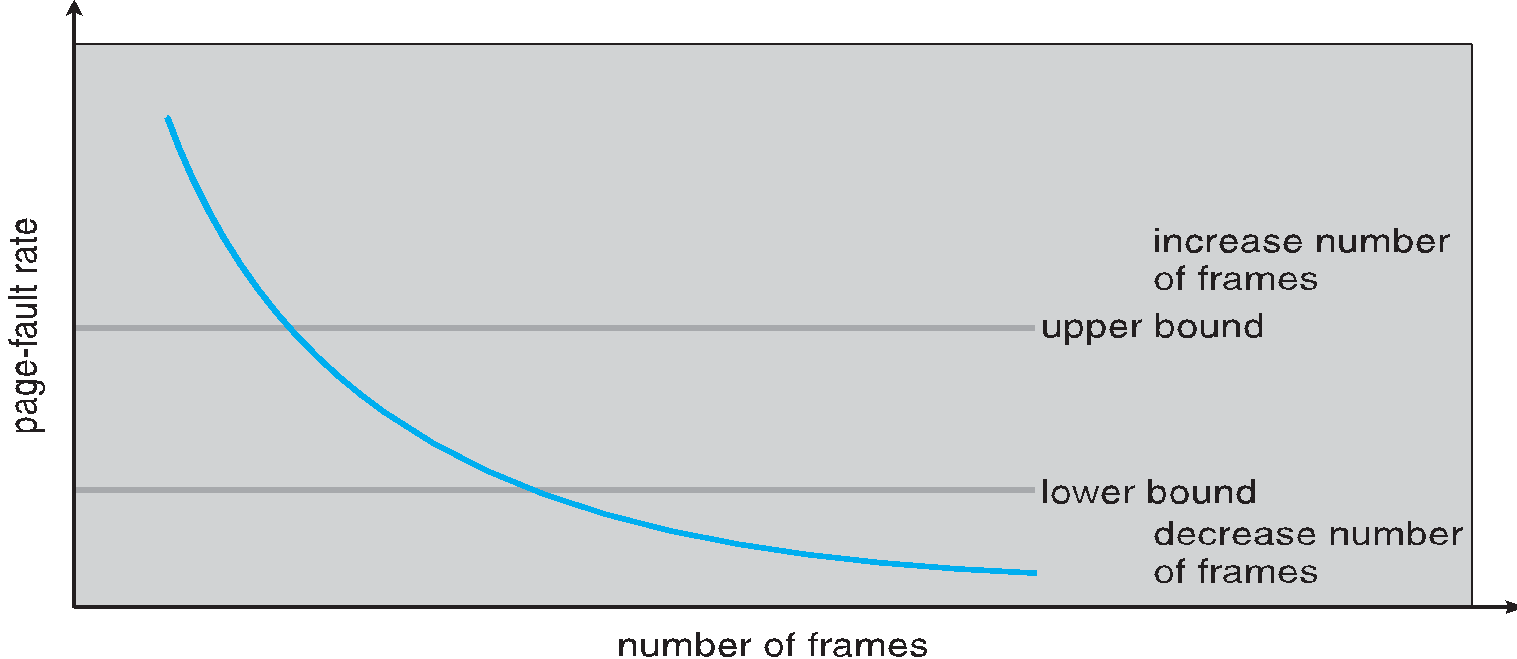 page-fault rate
increase number
of frames
upper bound
lower bound
decrease number
of frames
number of frames